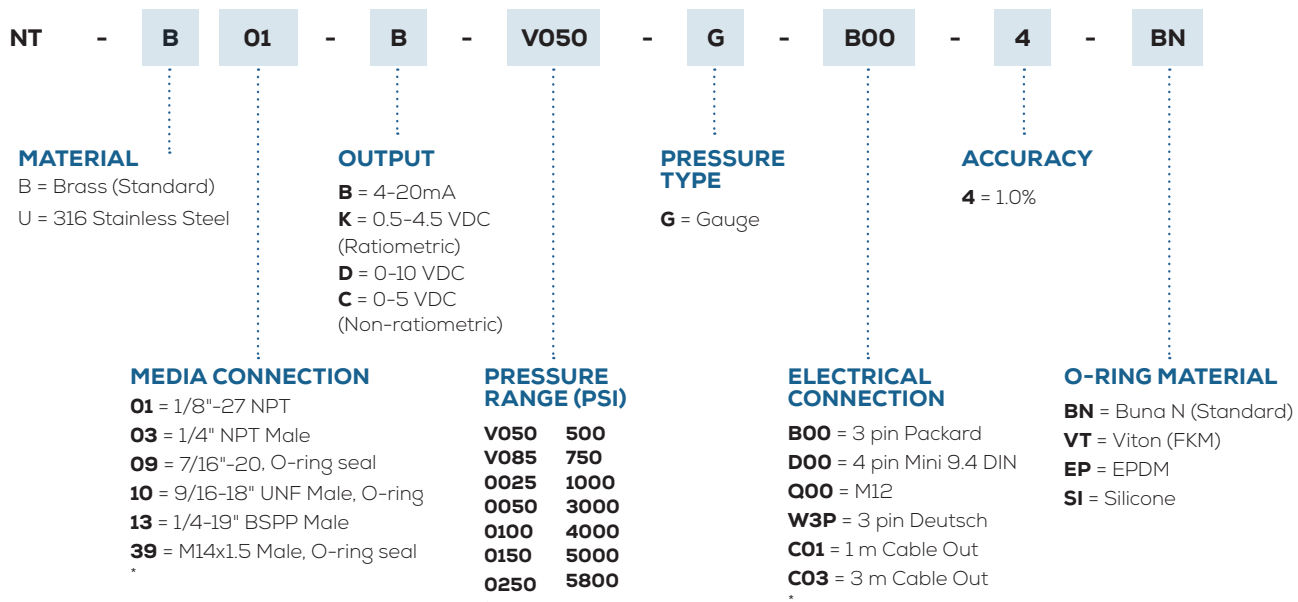 NT - B 01 - B - V050 - G - B00 - 4 - BN
MATERIAL
B = Brass (Standard)
U = 316 Stainless Steel
OUTPUT
B = 4-20mA
K = 0.5-4.5 VDC
(Ratiometric)
D = 0-10 VDC
C = 0-5 VDC
(Non-ratiometric)
PRESSURE
TYPE
G = Gauge
ACCURACY
4 = 1.0%
MEDIA CONNECTION
01 = 1/8"-27 NPT
03 = 1/4" NPT Male
09 = 7/16"-20, O-ring seal
10 = 9/16-18" UNF Male, O-ring
13 = 1/4-19" BSPP Male
39 = M14x1.5 Male, O-ring seal
*
PRESSURE
RANGE (PSI)
V050 500
V085 750
0025 1000
0050 3000
0100 4000
0150 5000
0250 5800
ELECTRICAL
CONNECTION
B00 = 3 pin Packard
D00 = 4 pin Mini 9.4 DIN
Q00 = M12
W3P = 3 pin Deutsch
C01 = 1 m Cable Out
C03 = 3 m Cable Out
*
O-RING MATERIAL
BN = Buna N (Standard)
VT = Viton (FKM)
EP = EPDM
SI = Silicone